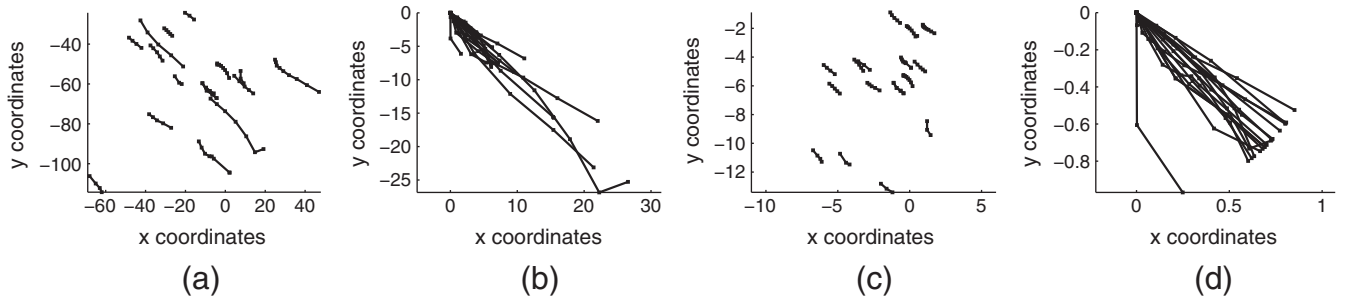 −40
−60
−80
−100
−60 −40 −20 0 20 40
y coordinates
x coordinates
(a)
0
−5
−10
−15
−20
−25
0 10 20 30
y coordinates
x coordinates
(b)
−2
−4
−6
−8
−10
−12
−10 −5 0 5
y coordinates
x coordinates
(c)
0
−0.2
−0.4
−0.6
−0.8
0 0.5 1
y coordinates
x coordinates
(d)